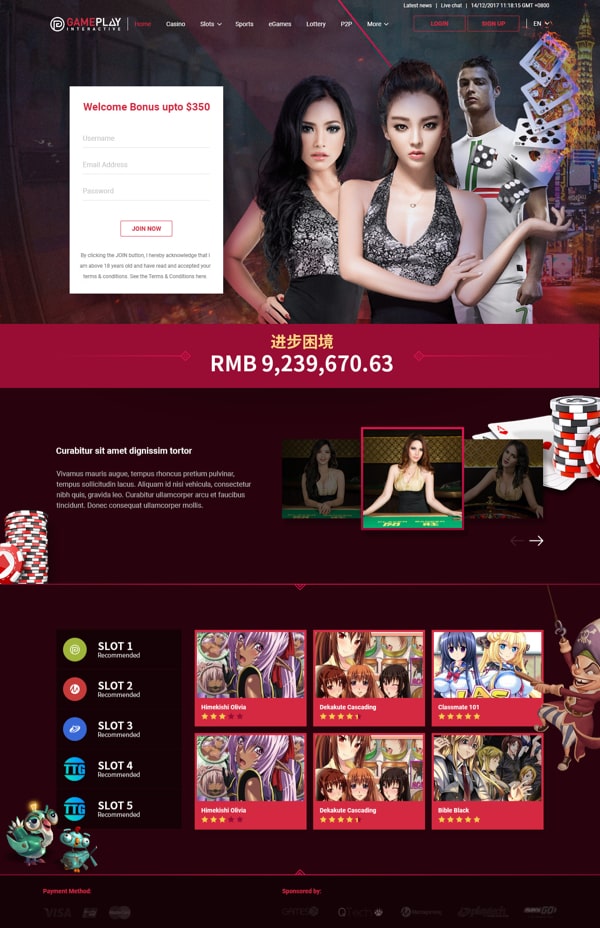 Latest news | Live chat | 14/12/2017 11:18:15 GMT +0800
GAMEPLAY
INTERACTIVE
Home
Casino
Slots
Sports
eGames
Lottery
P2P
More
LOGIN
SIGN UP
EN
Welcome Bonus upto $350
Username
Email Address
Password
JOIN NOW
By clicking the JOIN button, I hereby acknowledge that I
am above 18 years old and have read and accepted your
terms & conditions. See the Terms & Conditions here.
进步困境
RMB 9,239,670.63
Curabitur sit amet dignissim tortor
Vivamus mauris augue, tempus rhoncus pretium pulvinar,
tempus sollicitudin lacus. Aliquam id nisl vehicula, consectetur
nibh quis, gravida leo. Curabitur ullamcorper arcu et faucibus
tincidunt. Donec consequat ullamcorper mollis.
SLOT 1
Recommended
SLOT 2
Recommended
SLOT 3
Recommended
TTG
SLOT 4
Recommended
TTG
SLOT 5
Recommended
Himekishi Olivia
Dekakute Cascading
Classmate 101
Himekishi Olivia
Dekakute Cascading
Bible Black
Payment Method:
Sponsored by:
VISA
MasterCard
GAMES
QTech
playtech